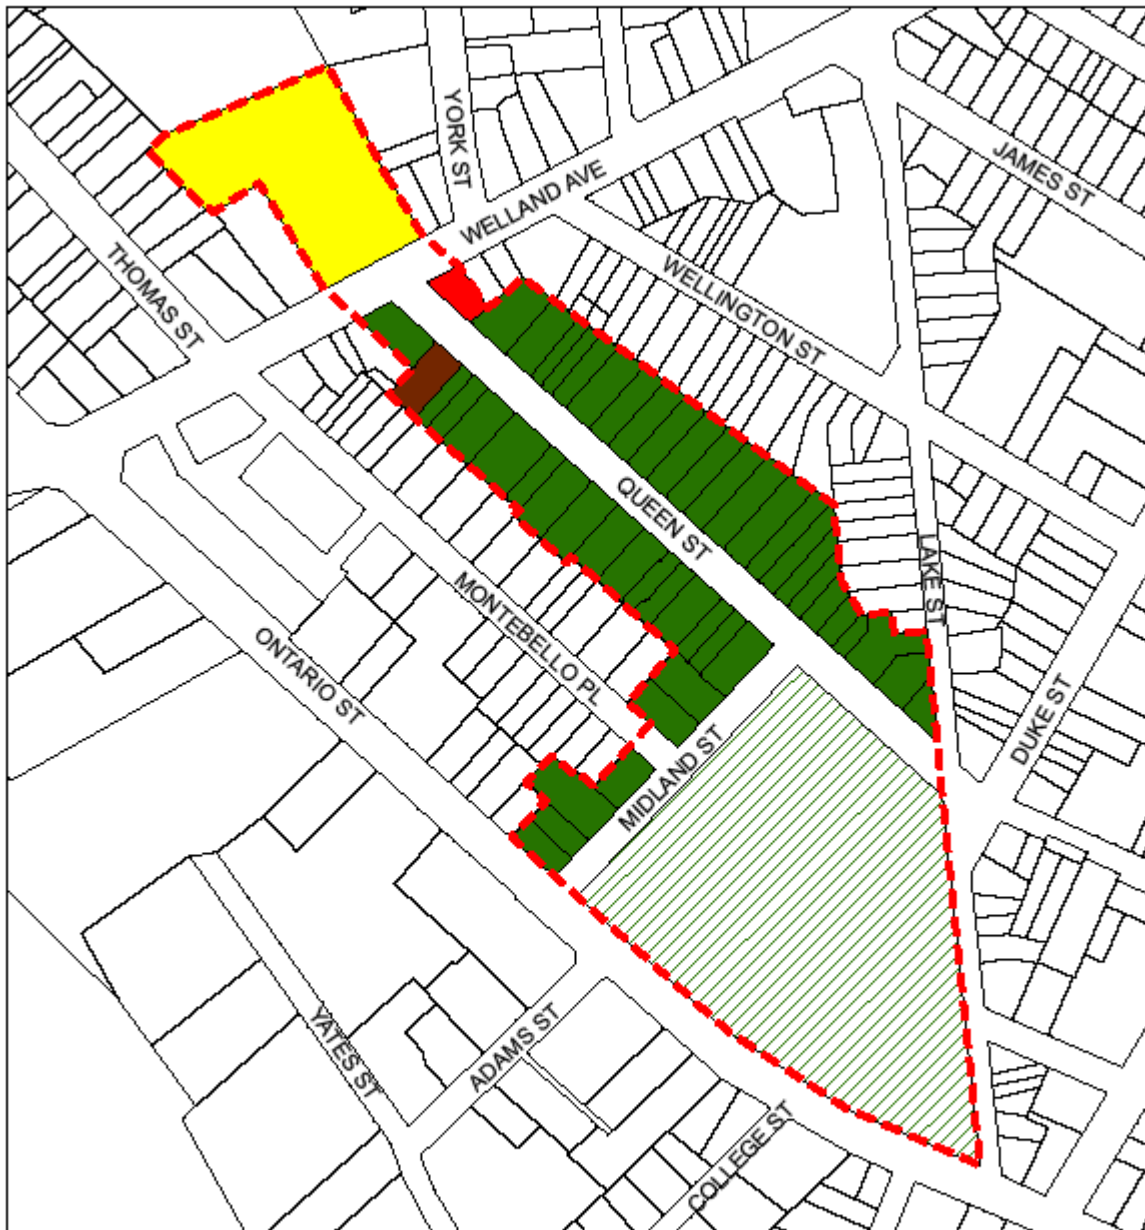 YORK ST
WELLAND AVE
JAMES ST
THOMAS ST
WELLINGTON ST
QUEEN ST
LAKE ST
MONTEBELLO PL
ONTARIO ST
DUKE ST
MIDLAND ST
YATES ST
ADAMS ST
COLLEGE ST